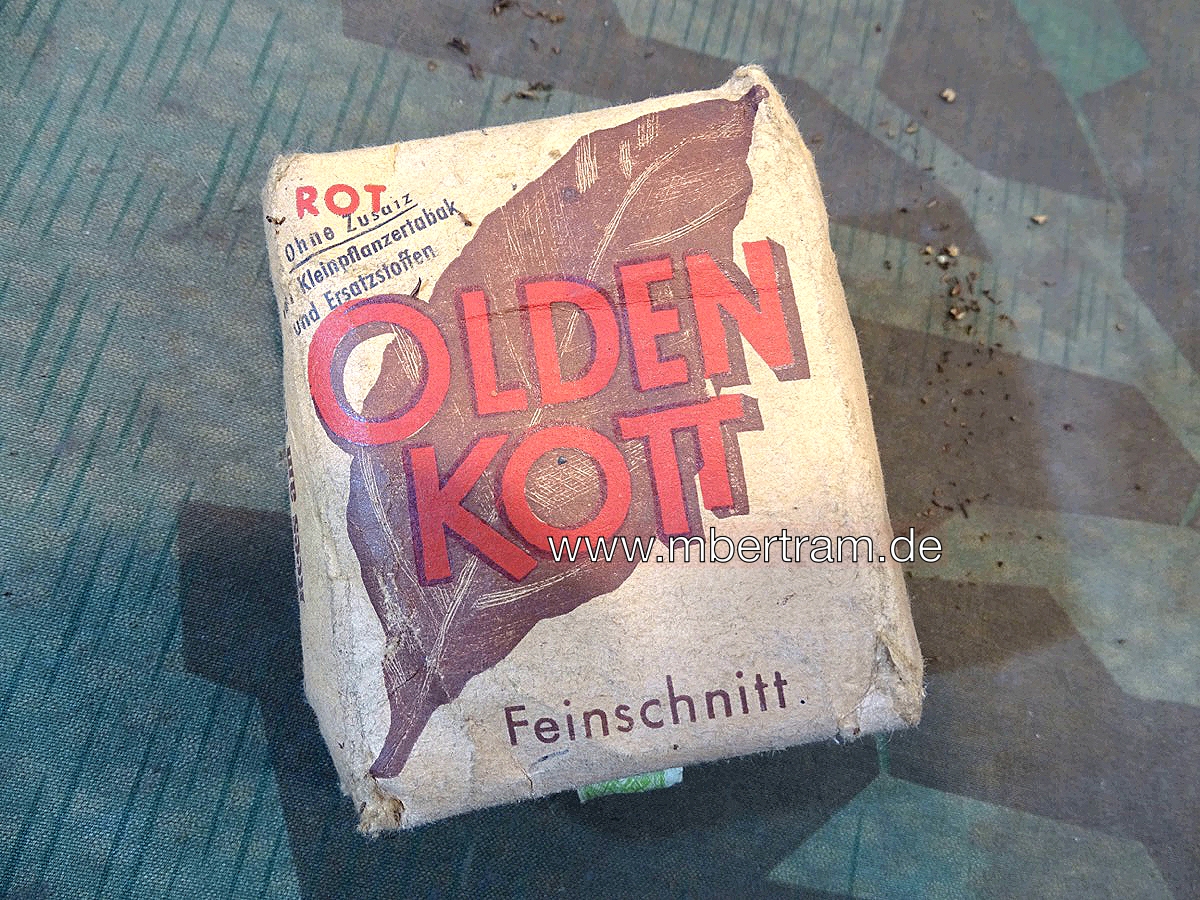 ROT
Ohne Zusatz
Kleinpflanzertabak
und Ersatzstoffen
OLDEN
KOTT
www.mbertram.de
Feinschnitt